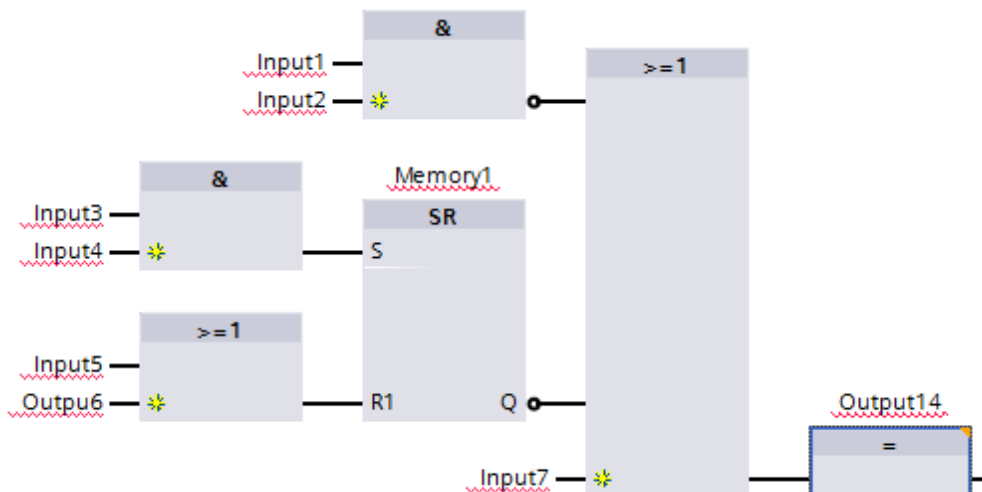 &
Input1
>=1
Input2
&
Memory1
Input3
SR
Input4
S
>=1
Input5
Outpu6
R1
Q
Output14
=
Input7